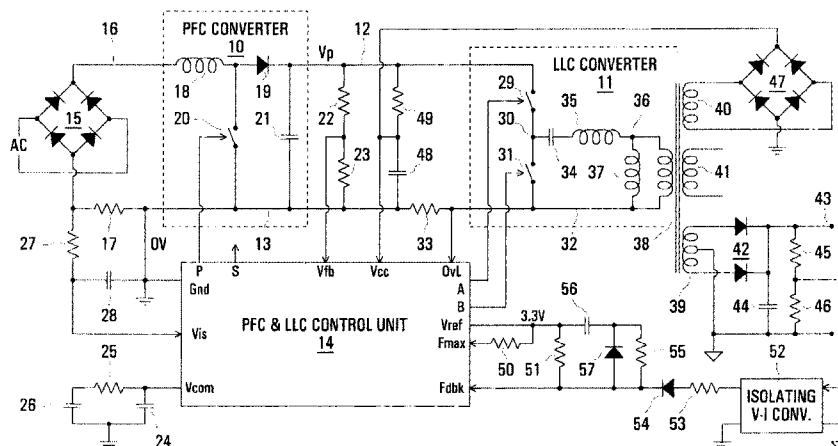 PFC CONVERTER
10
16
12
Vp
18
19
20
21
22
23
49
48
LLC CONVERTER
11
29
30
31
35
36
34
37
38
47
40
41
AC
15
27
17
0V
13
33
32
42
43
45
46
44
39
28
P
S
Vfb
Vcc
OvL
Gnd
A
B
PFC & LLC CONTROL UNIT
14
Vis
Vcom
Vref
Fmax
Fdbk
3.3V
56
50
51
57
55
52
25
26
24
54
53
ISOLATING
V-I CONV.